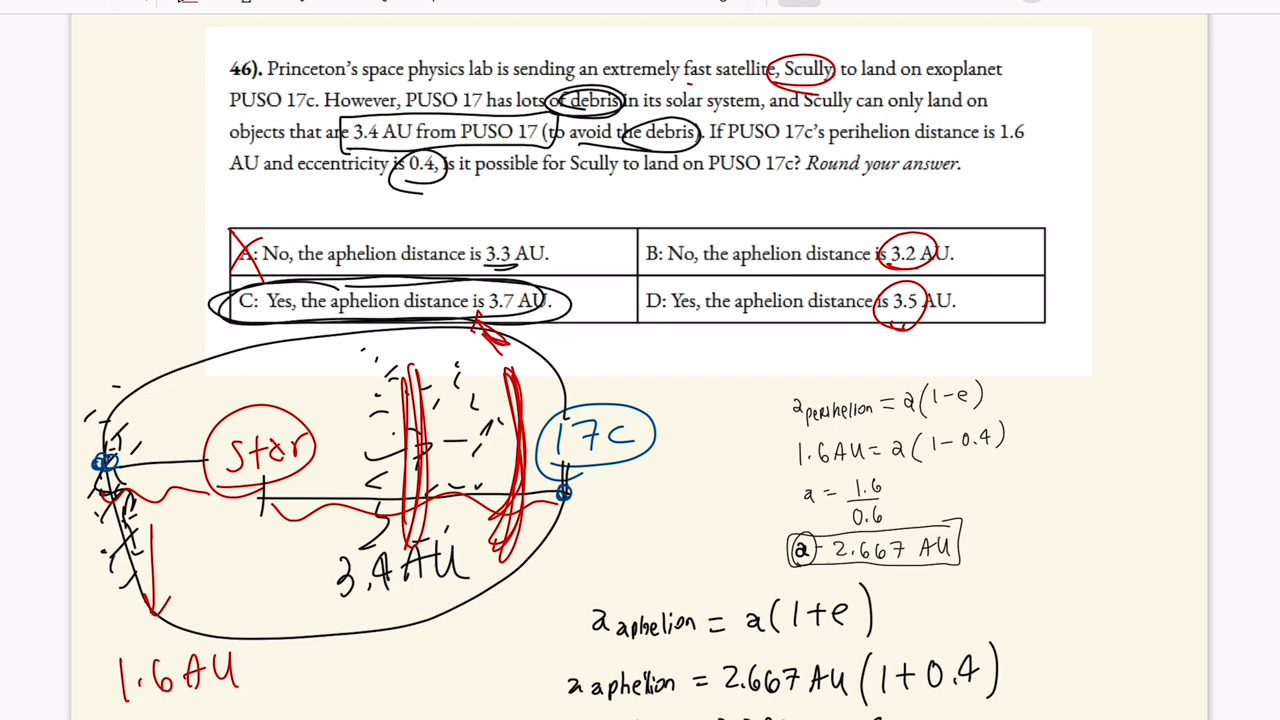 46). Princeton's space physics lab is sending an extremely fast satellite, Scully, to land on exoplanet
PUSO 17c. However, PUSO 17 has lots of debris in its solar system, and Scully can only land on
objects that are 3.4 AU from PUSO 17 (to avoid the debris). If PUSO 17c's perihelion distance is 1.6
AU and eccentricity is 0.4, is it possible for Scully to land on PUSO 17c? Round your answer.
A: No, the aphelion distance is 3.3 AU.
B: No, the aphelion distance is 3.2 AU.
C: Yes, the aphelion distance is 3.7 AU.
D: Yes, the aphelion distance is 3.5 AU.
star
17c
3.4 AU
1.6 AU
a perihelion = a(1-e)
1.6 AU = a(1-0.4)
a = 1.6
0.6
a = 2.667 AU
a aphelion = a(1+e)
a aphelion = 2.667 AU (1+0.4)